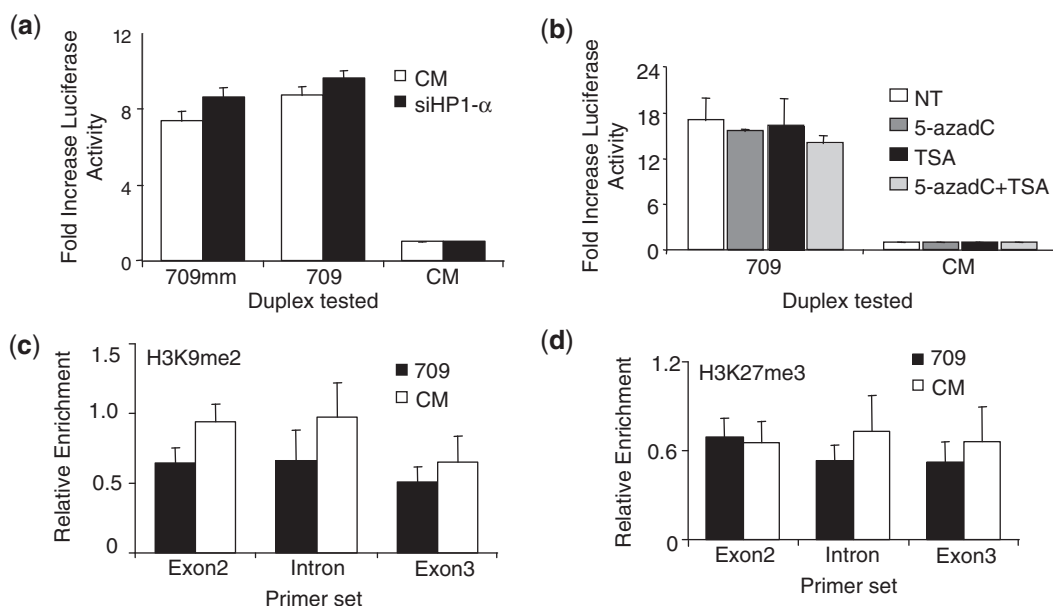 (a)
Fold Increase Luciferase
Activity
12
8
4
0
CM
siHP1-α
709mm 709 CM
Duplex tested
(b)
Fold Increase Luciferase
Activity
24
18
12
6
0
NT
5-azadC
TSA
5-azadC+TSA
709 CM
Duplex tested
(c)
Relative Enrichment
1.5
1.0
0.5
0
H3K9me2
709
CM
Exon2 Intron Exon3
Primer set
(d)
Relative Enrichment
1.2
0.6
0
H3K27me3
709
CM
Exon2 Intron Exon3
Primer set